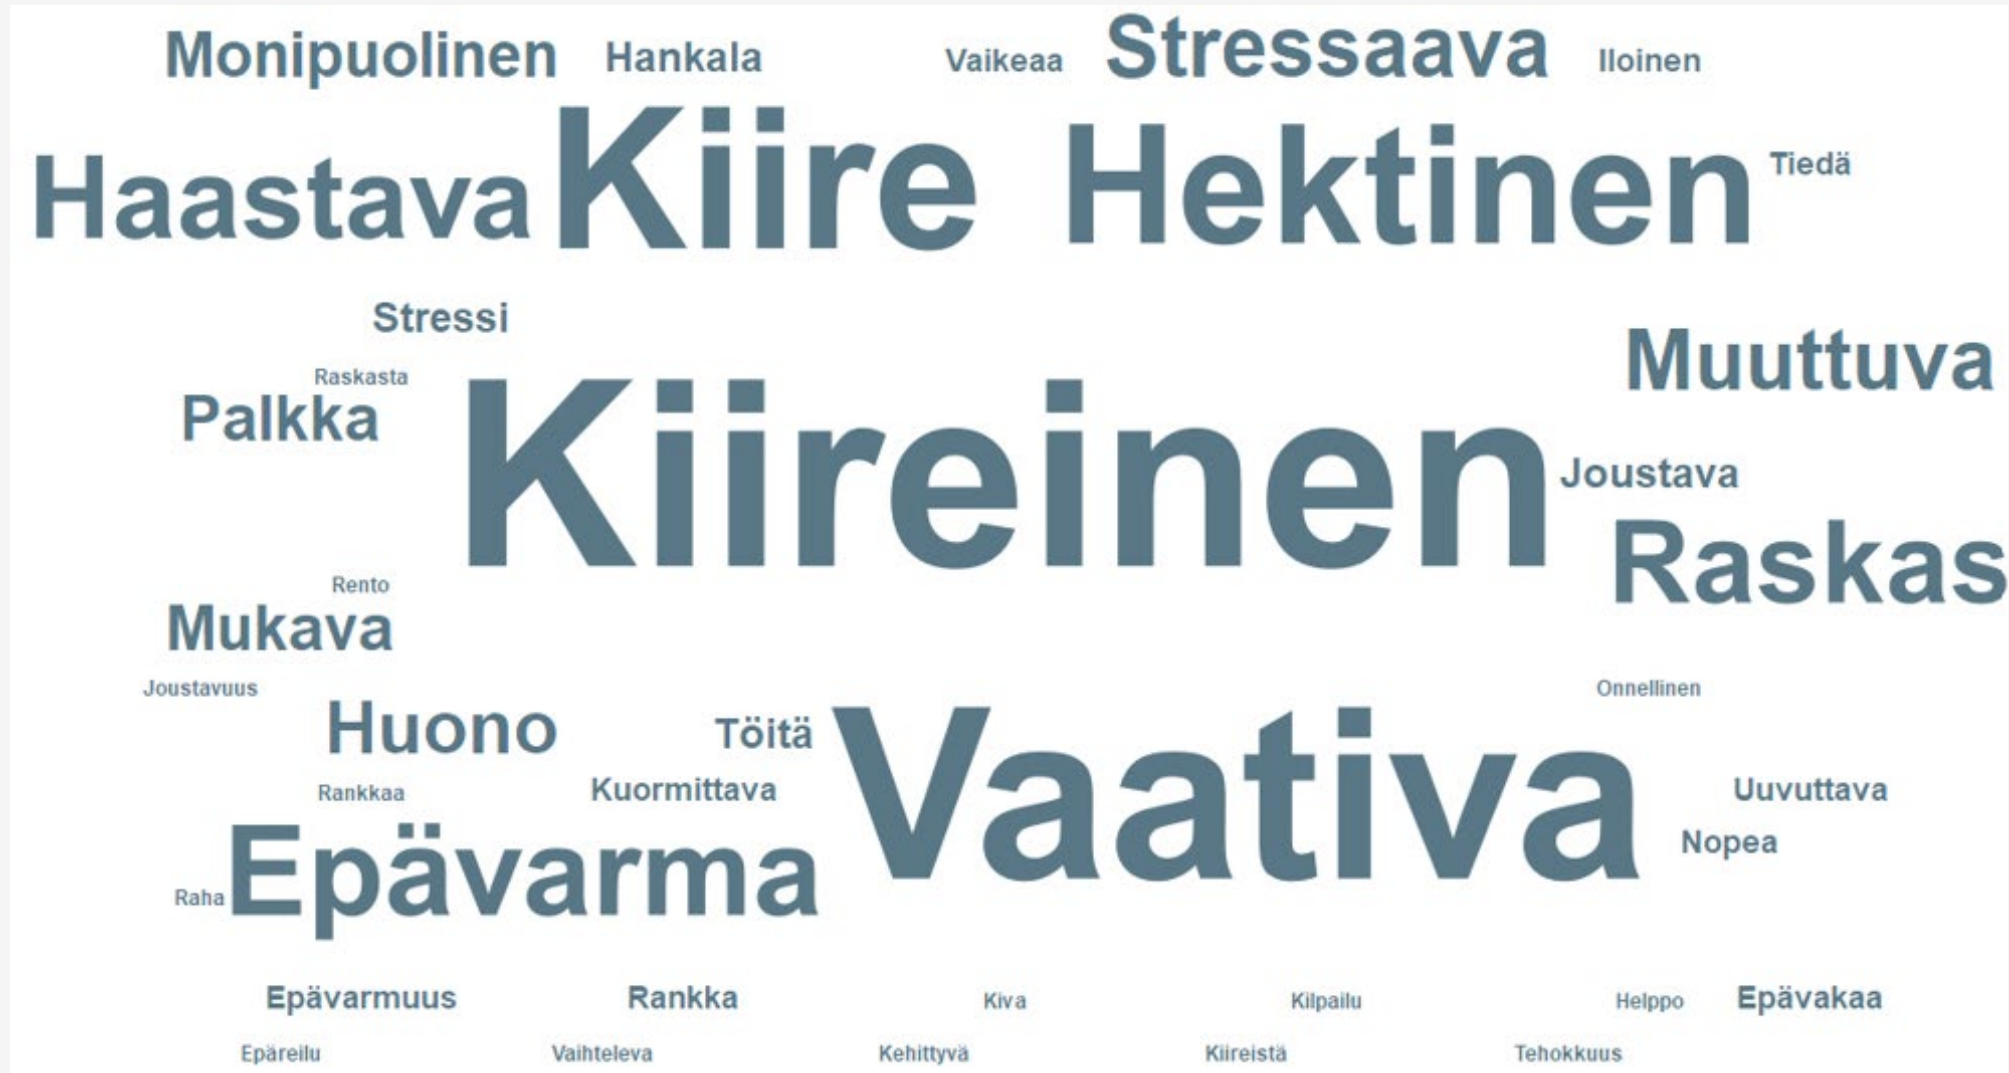 Monipuolinen Hankala Vaikeaa Stressaava Iloinen
Haastava Kiire Hektinen Tiedä
Stressi
Muuttuva
Raskasta
Palkka
Kiireinen
Joustava
Raskas
Rento
Mukava
Joustavuus Onnellinen
Huono Töitä
Vaativa
Rankkaa Kuormittava Uuvuttava
Nopea
Epävarma
Raha
Epävarmuus Rankka Kiva Kilpailu Helppo Epävakaa
Epäreilu Vaihteleva Kehittyvä Kiireistä Tehokkuus